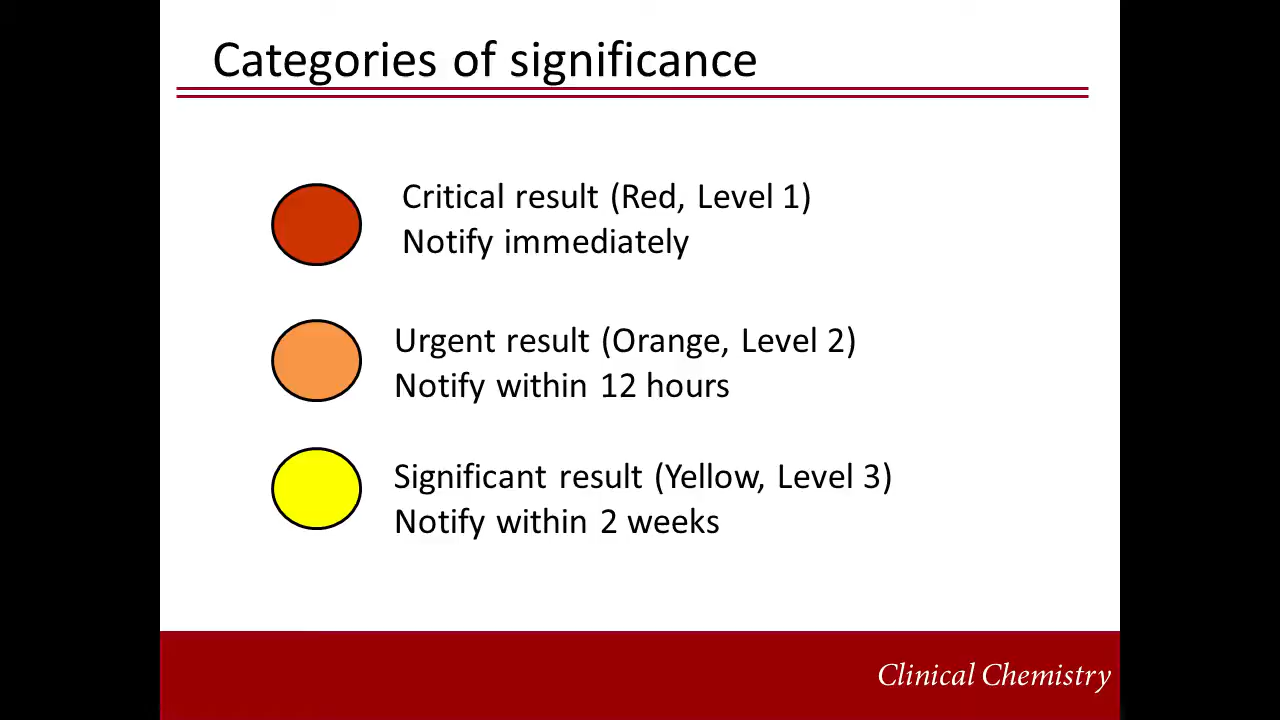 Categories of significance
Critical result (Red, Level 1)
Notify immediately
Urgent result (Orange, Level 2)
Notify within 12 hours
Significant result (Yellow, Level 3)
Notify within 2 weeks
Clinical Chemistry